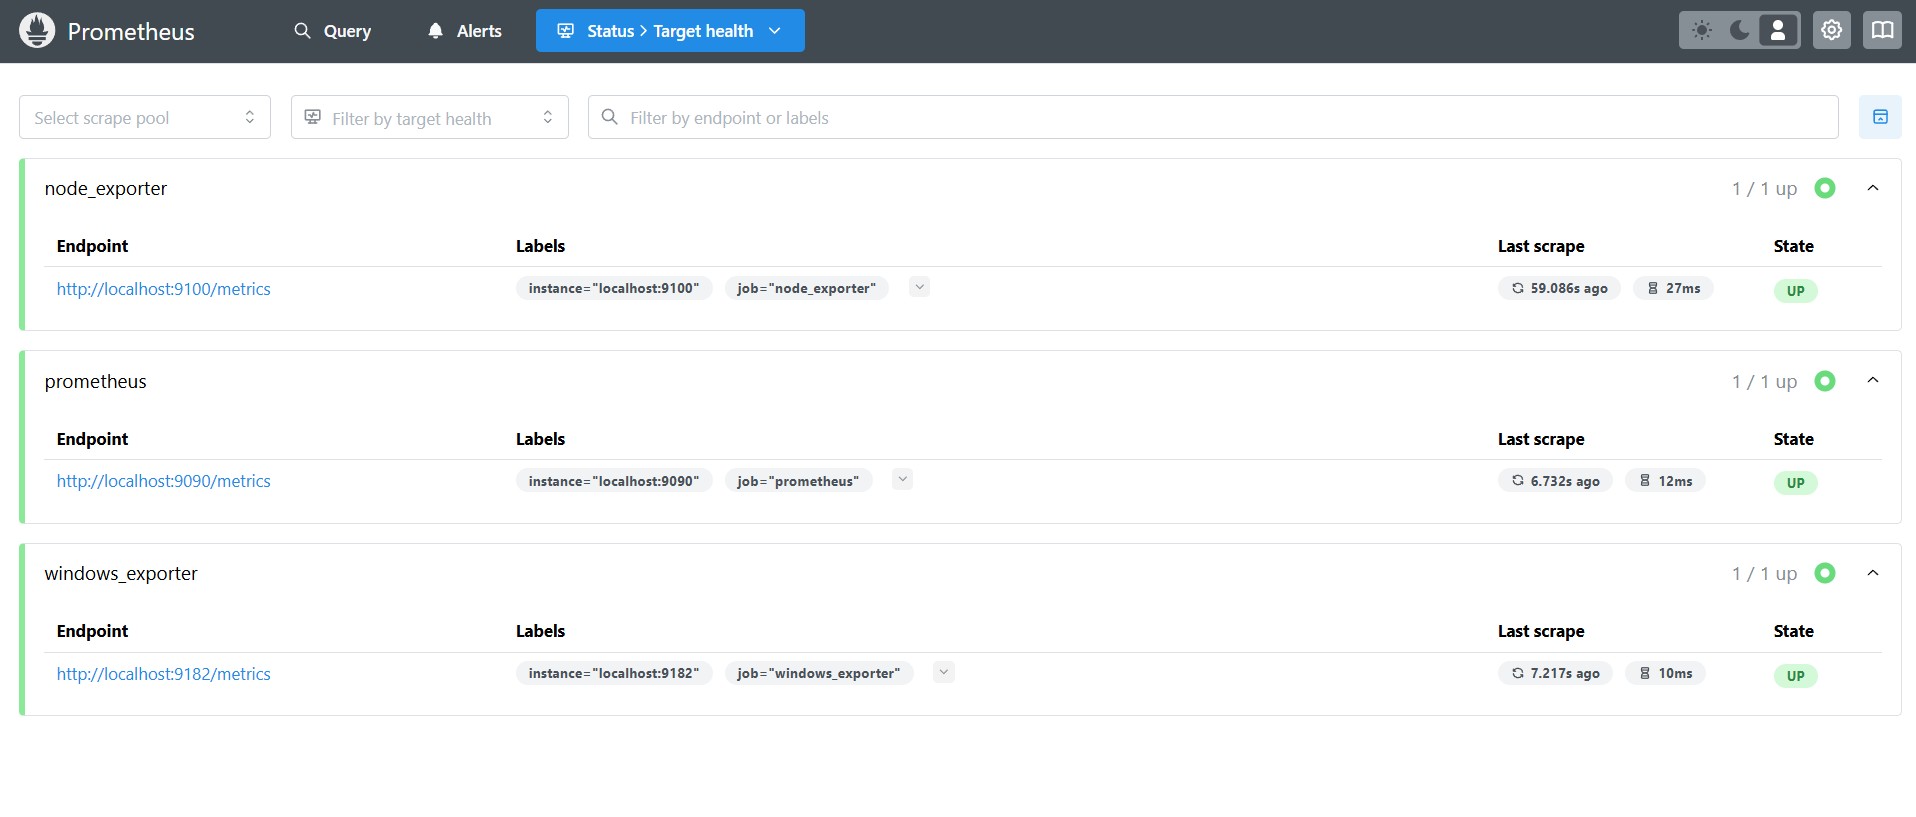 Prometheus Query Alerts Status > Target health
Select scrape pool Filter by target health Filter by endpoint or labels
node_exporter 1 / 1 up
Endpoint Labels Last scrape State
http://localhost:9100/metrics instance="localhost:9100" job="node_exporter" 59.086s ago 27ms UP
prometheus 1 / 1 up
Endpoint Labels Last scrape State
http://localhost:9090/metrics instance="localhost:9090" job="prometheus" 6.732s ago 12ms UP
windows_exporter 1 / 1 up
Endpoint Labels Last scrape State
http://localhost:9182/metrics instance="localhost:9182" job="windows_exporter" 7.217s ago 10ms UP